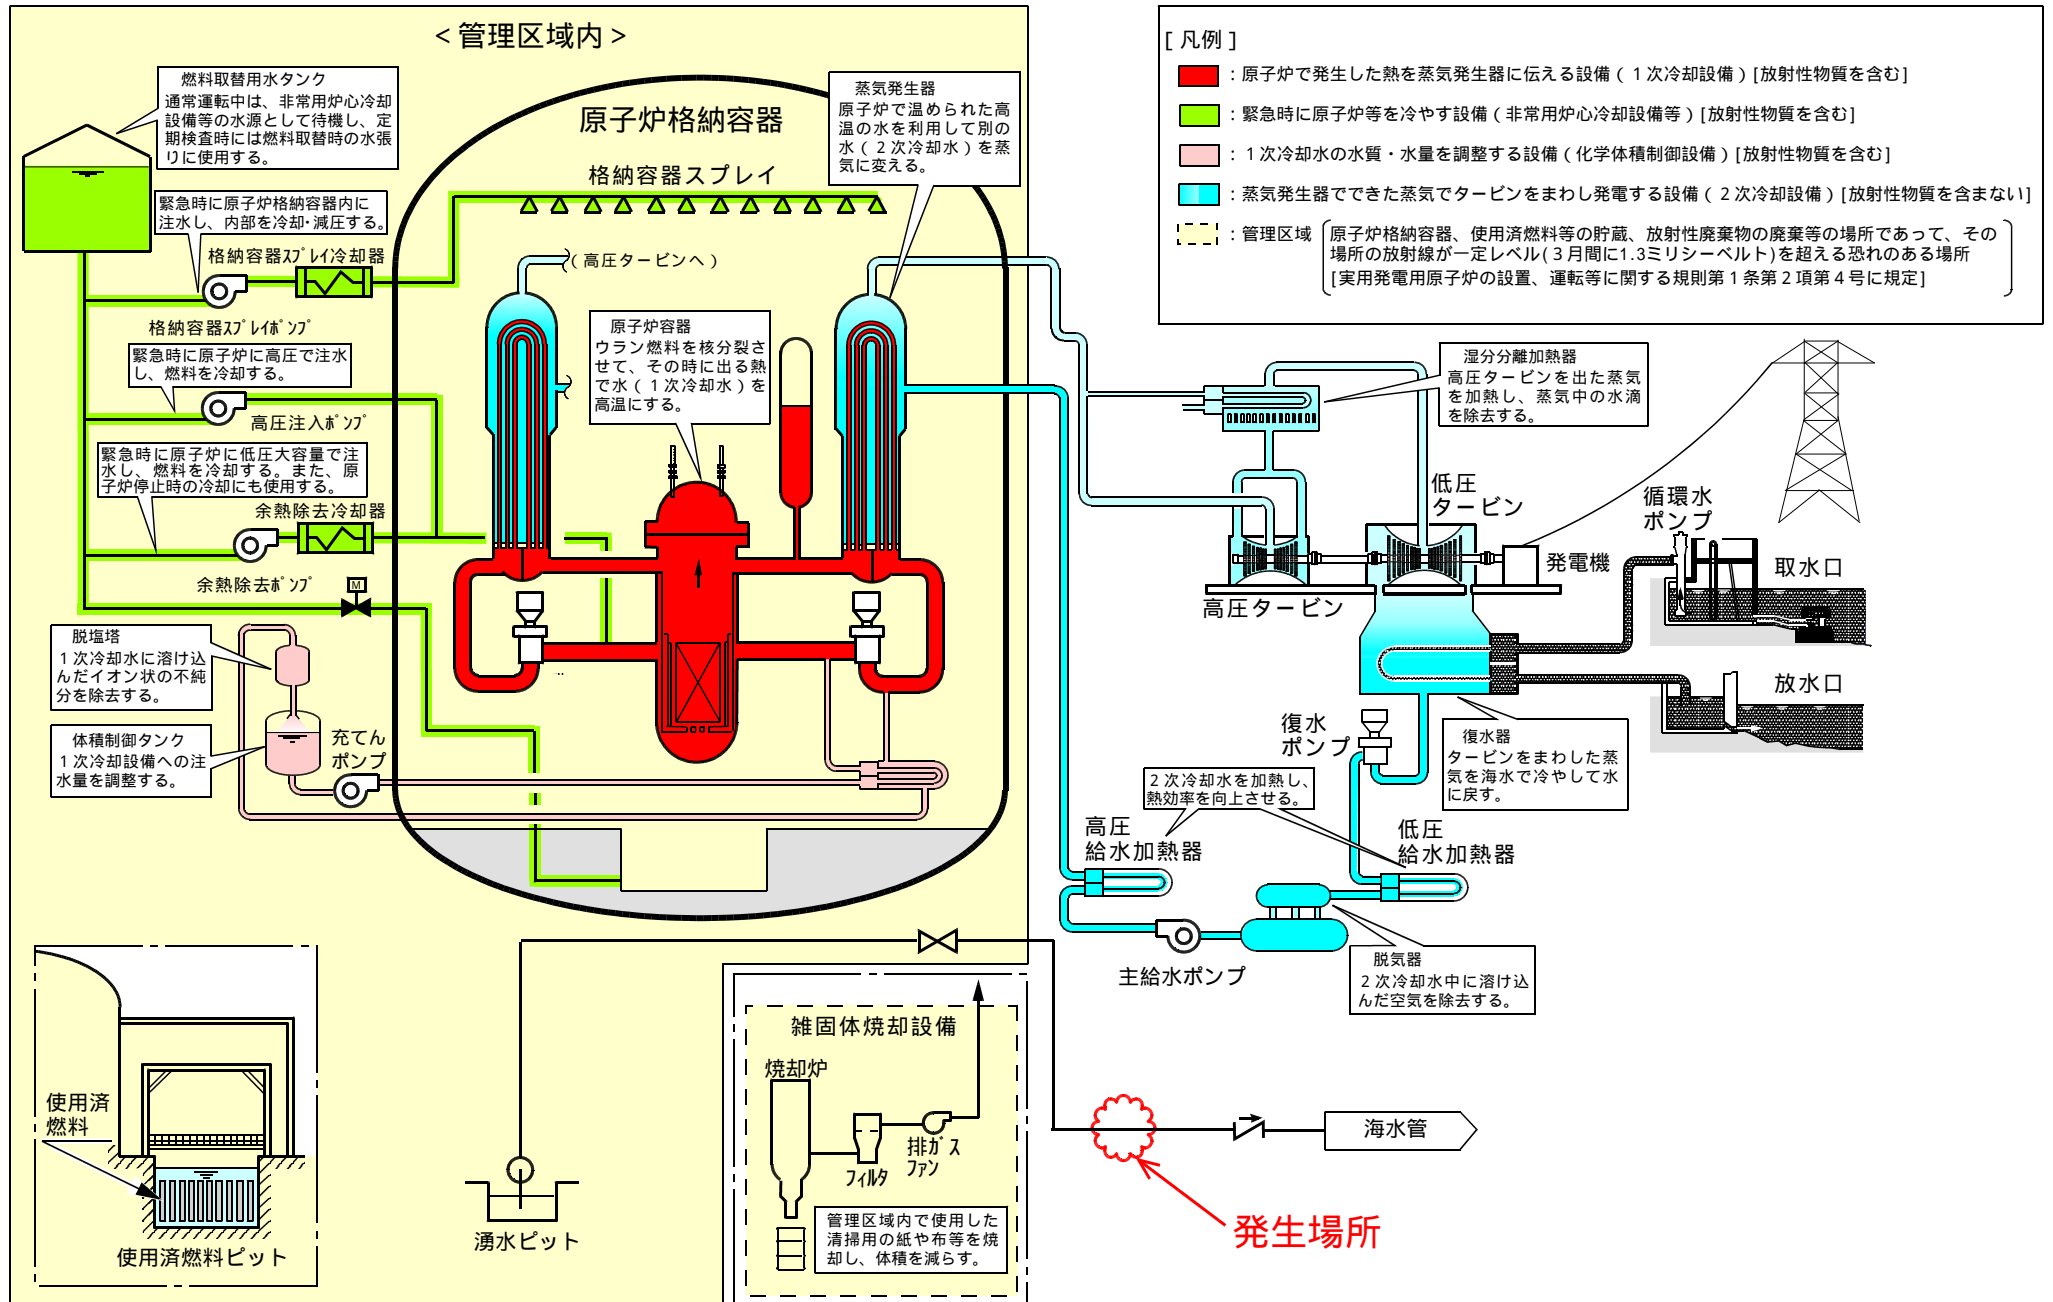 ＜管理区域内＞
燃料取替用水タンク
通常運転中は、非常用炉心冷却
設備等の水源として待機し、定
期検査時には燃料取替時の水張
りに使用する。
緊急時に原子炉格納容器内に
注水し、内部を冷却･減圧する。
格納容器ｽﾌﾟﾚｲ冷却器
格納容器ｽﾌﾟﾚｲﾎﾟﾝﾌﾟ
緊急時に原子炉に高圧で注水
し、燃料を冷却する。
高圧注入ﾎﾟﾝﾌﾟ
緊急時に原子炉に低圧大容量で注
水し、燃料を冷却する。また、原
子炉停止時の冷却にも使用する。
余熱除去冷却器
余熱除去ﾎﾟﾝﾌﾟ
M
脱塩塔
１次冷却水に溶け込
んだイオン状の不純
分を除去する。
体積制御タンク
１次冷却設備への注
水量を調整する。
充てん
ポンプ
原子炉格納容器
格納容器スプレイ
（高圧タービンへ）
蒸気発生器
原子炉で温められた高
温の水を利用して別の
水（２次冷却水）を蒸
気に変える。
原子炉容器
ウラン燃料を核分裂さ
せて、その時に出る熱
で水（１次冷却水）を
高温にする。
[ 凡例 ]
：原子炉で発生した熱を蒸気発生器に伝える設備（１次冷却設備）[放射性物質を含む]
：緊急時に原子炉等を冷やす設備（非常用炉心冷却設備等）[放射性物質を含む]
：１次冷却水の水質・水量を調整する設備（化学体積制御設備）[放射性物質を含む]
：蒸気発生器でできた蒸気でタービンをまわし発電する設備（２次冷却設備）[放射性物質を含まない]
：管理区域
原子炉格納容器、使用済燃料等の貯蔵、放射性廃棄物の廃棄等の場所であって、その
場所の放射線が一定レベル(３月間に1.3ミリシーベルト)を超える恐れのある場所
[実用発電用原子炉の設置、運転等に関する規則第１条第２項第４号に規定]
湿分分離加熱器
高圧タービンを出た蒸気
を加熱し、蒸気中の水滴
を除去する。
低圧
タービン
高圧タービン
発電機
循環水
ポンプ
取水口
放水口
復水
ポンプ
復水器
タービンをまわした蒸
気を海水で冷やして水
に戻す。
２次冷却水を加熱し、
熱効率を向上させる。
高圧
給水加熱器
低圧
給水加熱器
主給水ポンプ
脱気器
２次冷却水中に溶け込
んだ空気を除去する。
使用済
燃料
使用済燃料ピット
湧水ピット
雑固体焼却設備
焼却炉
フィルタ
排ｶﾞｽ
ファン
管理区域内で使用した
清掃用の紙や布等を焼
却し、体積を減らす。
海水管
発生場所